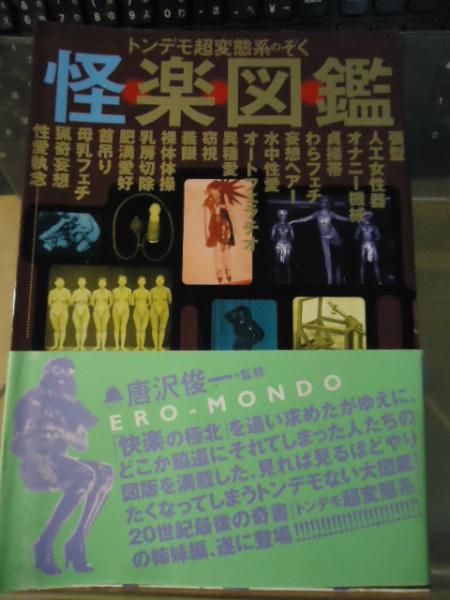 トンデモ超変態系のぞく
怪楽図鑑
強壷
人工女性器
オナニー機械
貞操帯
わらフェチ
妄想ヘアー
水中性愛
オートフェラチオ
異種愛
窃視
義眼
裸体体操
乳房切除
肥満愛好
首吊り
母乳フェチ
猟奇妄想
性愛執念
唐沢俊一・監修
ERO-MONDO
「快楽の極北」を追い求めたがゆえに、
どこか脇道にそれてしまった人たちの
図版を満載した、見れば見るほどやり
たくなってしまうトンデモない大図鑑!
20世紀最後の奇書『トンデモ超変態系』
の姉妹編、遂に登場!!!!!!!!!!!!!!!!